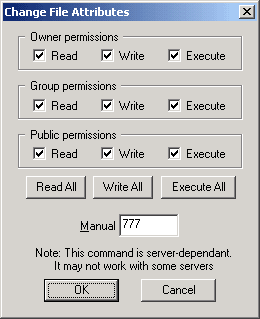 Change File Attributes
Owner permissions
Read Write Execute
Group permissions
Read Write Execute
Public permissions
Read Write Execute
Read All Write All Execute All
Manual 777
Note: This command is server-dependant.
It may not work with some servers
OK Cancel